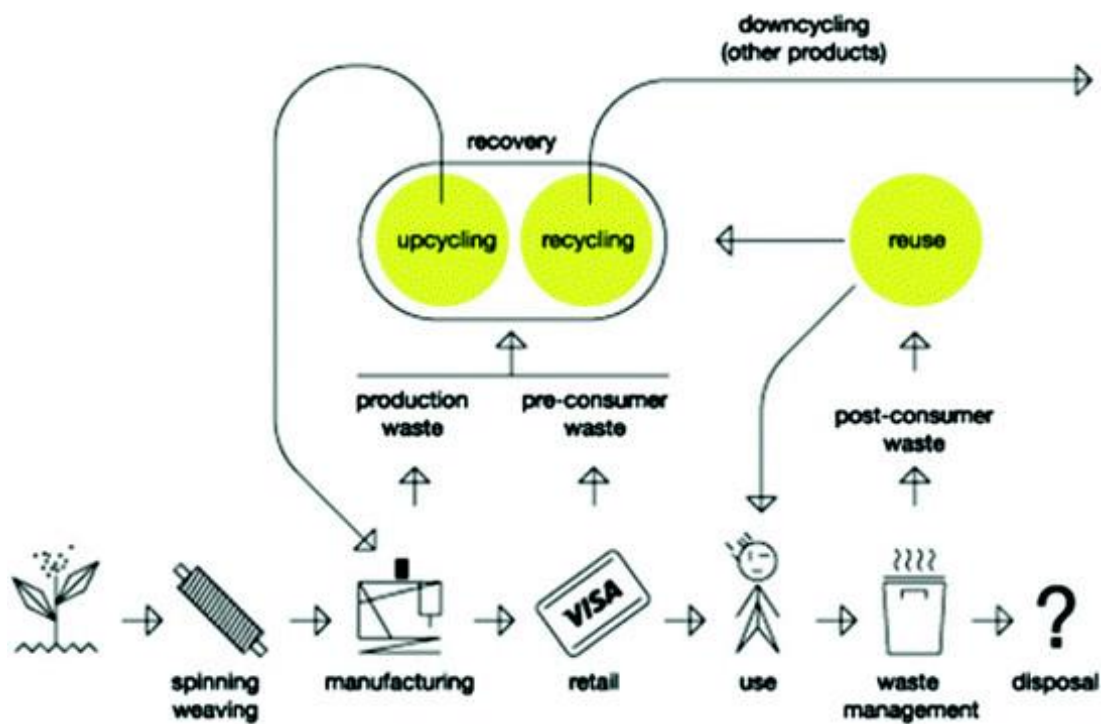 downcycling
(other products)
recovery
upcycling
recycling
reuse
production
waste
pre-consumer
waste
post-consumer
waste
VISA
?
spinning
weaving
manufacturing
retail
use
waste
management
disposal